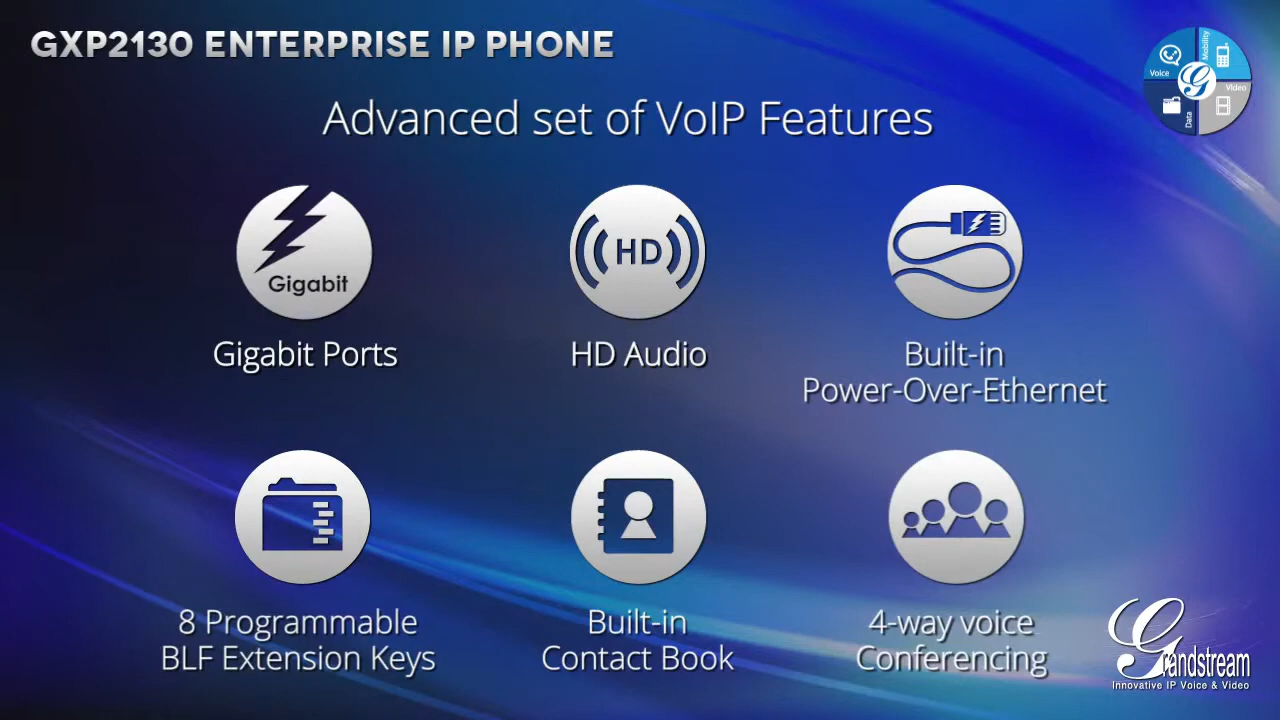 GXP2130 ENTERPRISE IP PHONE
Voice
Mobility
Video
Data
G
Advanced set of VoIP Features
Gigabit
HD
Gigabit Ports
HD Audio
Built-in
Power-Over-Ethernet
8 Programmable
BLF Extension Keys
Built-in
Contact Book
4-way voice
Conferencing
Grandstream
Innovative IP Voice & Video